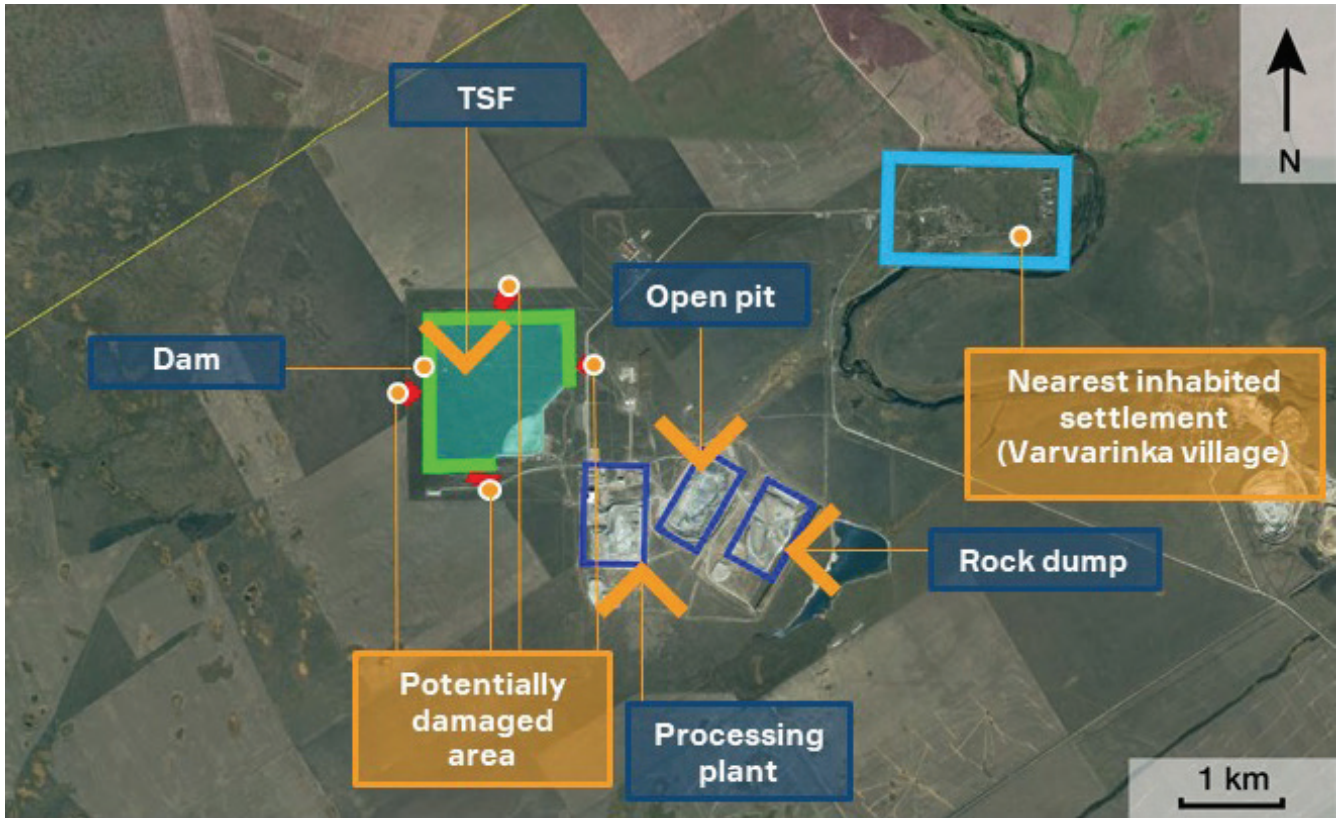 TSF
N
Open pit
Dam
Nearest inhabited
settlement
(Varvarinka village)
Rock dump
Potentially
damaged
area
Processing
plant
1 km